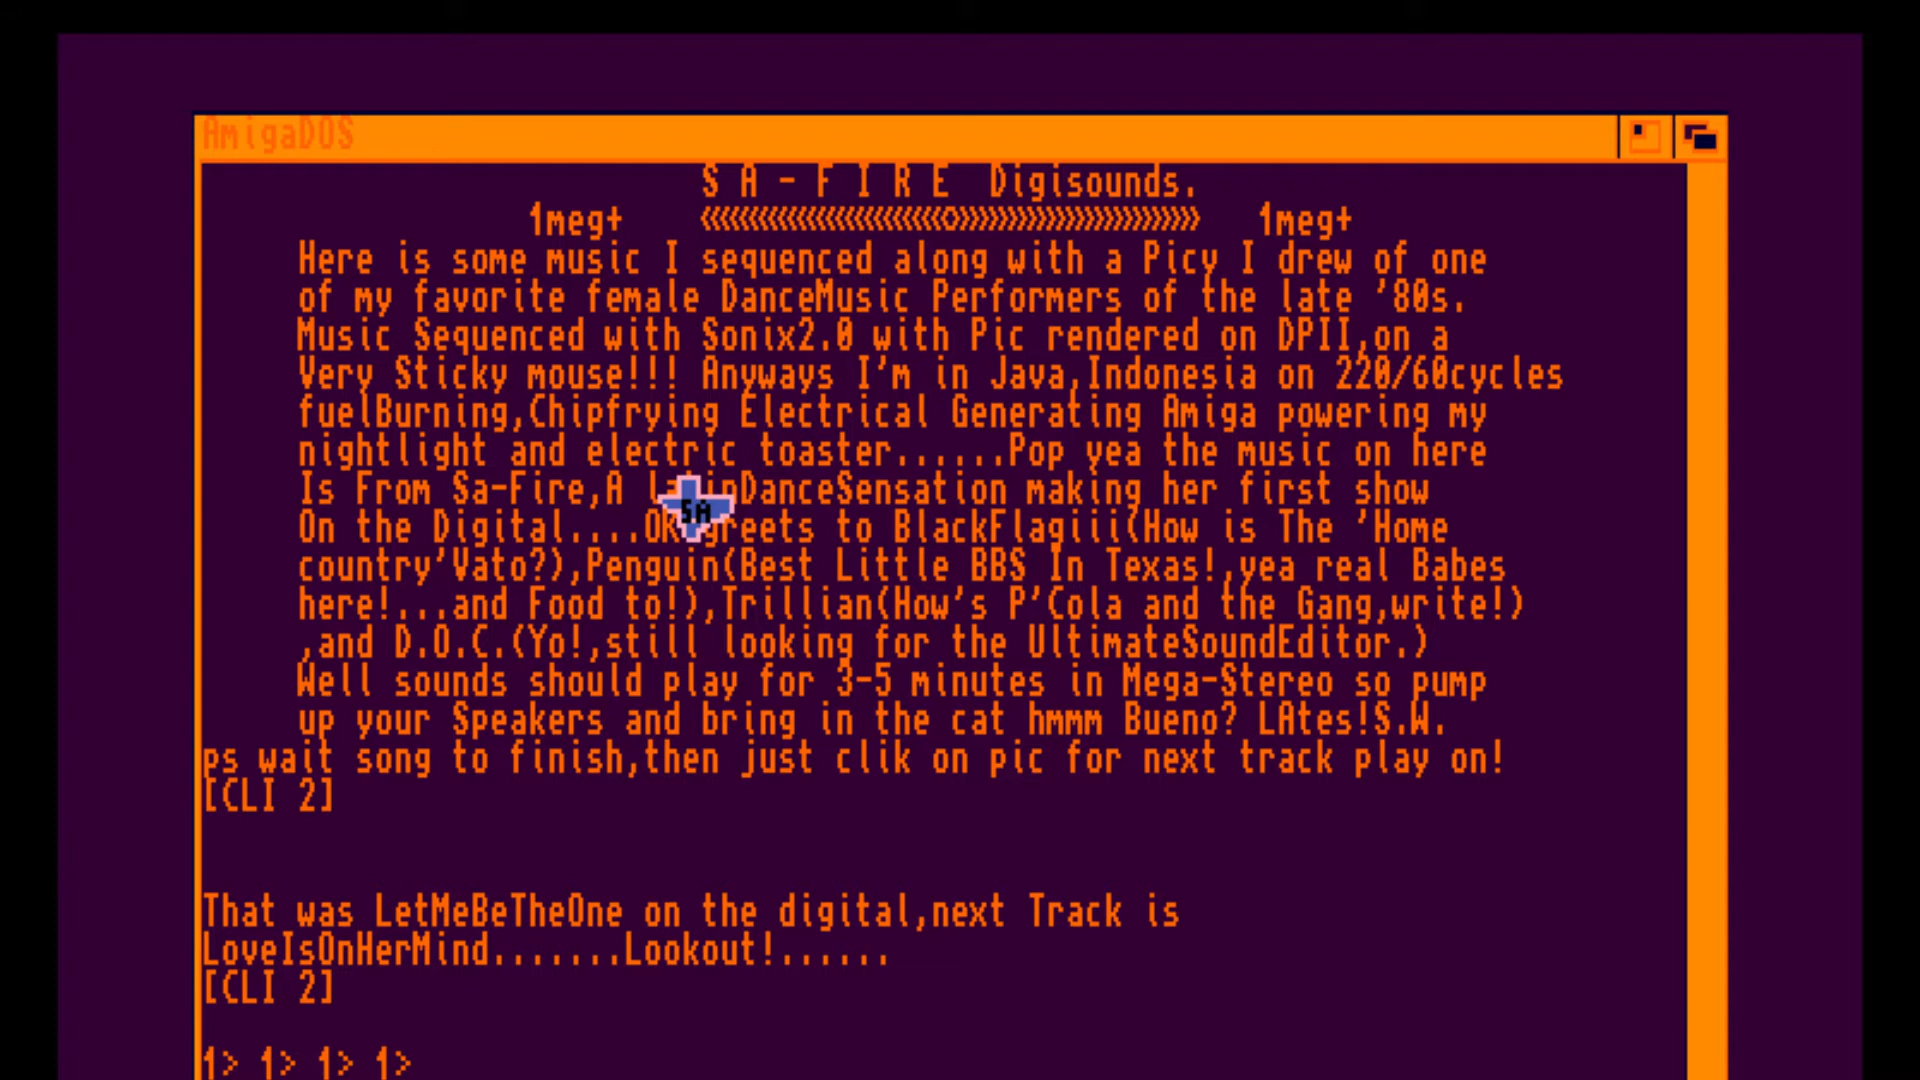 AmigaDOS
S A - F I R E Digisounds.
1meg+ <<<<<<<<<<<<<<<<<<<<<<<<<O>>>>>>>>>>>>>>>>>>>>>>>>> 1meg+
Here is some music I sequenced along with a Picy I drew of one
of my favorite female DanceMusic Performers of the late '80s.
Music Sequenced with Sonix2.0 with Pic rendered on DPII,on a
Very Sticky mouse!!! Anyways I'm in Java,Indonesia on 220/60cycles
fuelBurning,Chipfrying Electrical Generating Amiga powering my
nightlight and electric toaster......Pop yea the music on here
Is From Sa-Fire,A LatinDanceSensation making her first show
On the Digital....OK greets to BlackFlagiii(How is The 'Home
country'Vato?),Penguin(Best Little BBS In Texas!,yea real Babes
here!...and Food to!),Trillian(How's P'Cola and the Gang,write!)
,and D.O.C.(Yo!,still looking for the UltimateSoundEditor.)
Well sounds should play for 3-5 minutes in Mega-Stereo so pump
up your Speakers and bring in the cat hmmm Bueno? LAtes!S.W.
ps wait song to finish,then just clik on pic for next track play on!
[CLI 2]
That was LetMeBeTheOne on the digital,next Track is
LoveIsOnHerMind.......Lookout!......
[CLI 2]
1> 1> 1> 1>
SA